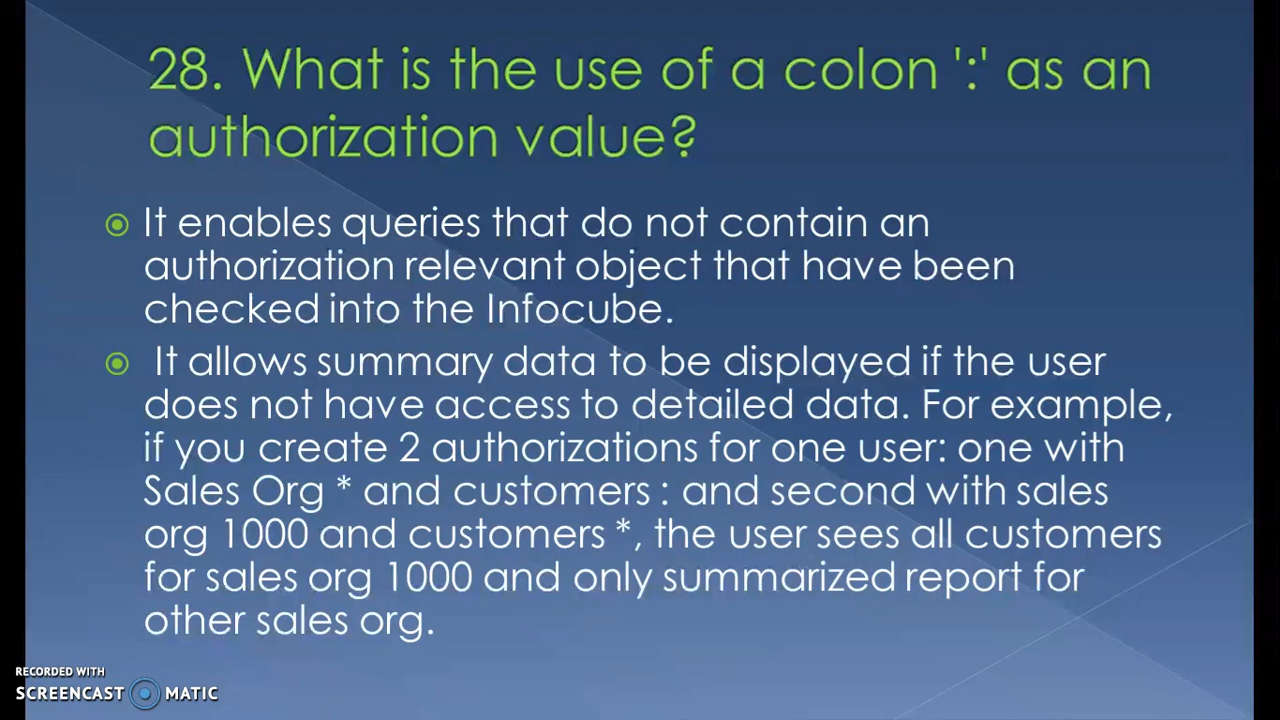 28. What is the use of a colon ':' as an
authorization value?
It enables queries that do not contain an
authorization relevant object that have been
checked into the Infocube.
It allows summary data to be displayed if the user
does not have access to detailed data. For example,
if you create 2 authorizations for one user: one with
Sales Org * and customers : and second with sales
org 1000 and customers *, the user sees all customers
for sales org 1000 and only summarized report for
other sales org.
RECORDED WITH
SCREENCAST MATIC